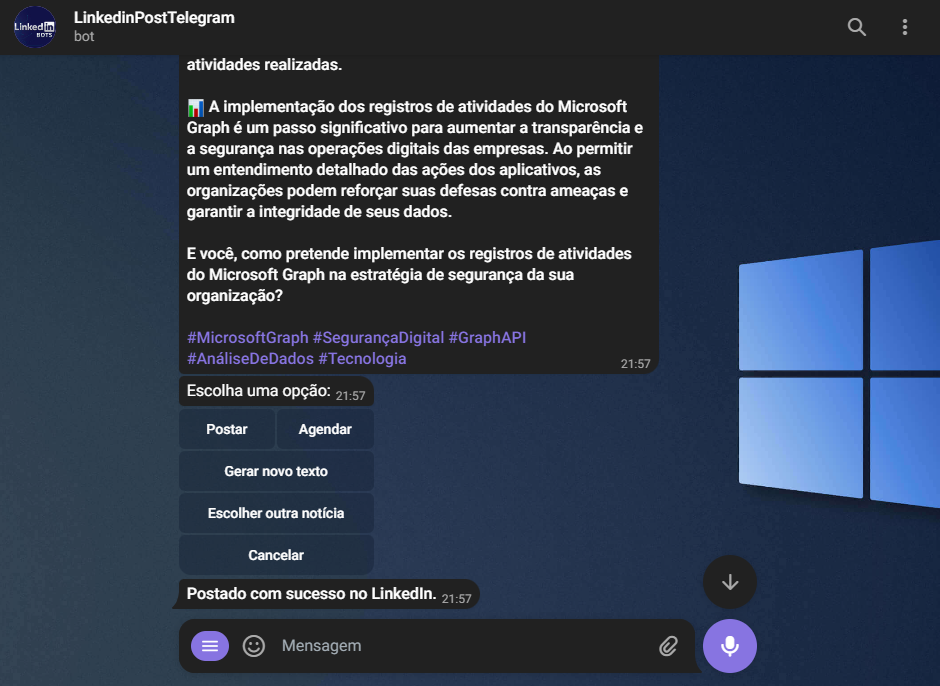 Linked in
BOTS
LinkedinPostTelegram
bot
atividades realizadas.
A implementação dos registros de atividades do Microsoft
Graph é um passo significativo para aumentar a transparência e
a segurança nas operações digitais das empresas. Ao permitir
um entendimento detalhado das ações dos aplicativos, as
organizações podem reforçar suas defesas contra ameaças e
garantir a integridade de seus dados.
E você, como pretende implementar os registros de atividades
do Microsoft Graph na estratégia de segurança da sua
organização?
#MicrosoftGraph #SegurançaDigital #GraphAPI
#AnáliseDeDados #Tecnologia
21:57
Escolha uma opção: 21:57
Postar Agendar
Gerar novo texto
Escolher outra notícia
Cancelar
Postado com sucesso no LinkedIn. 21:57
Mensagem